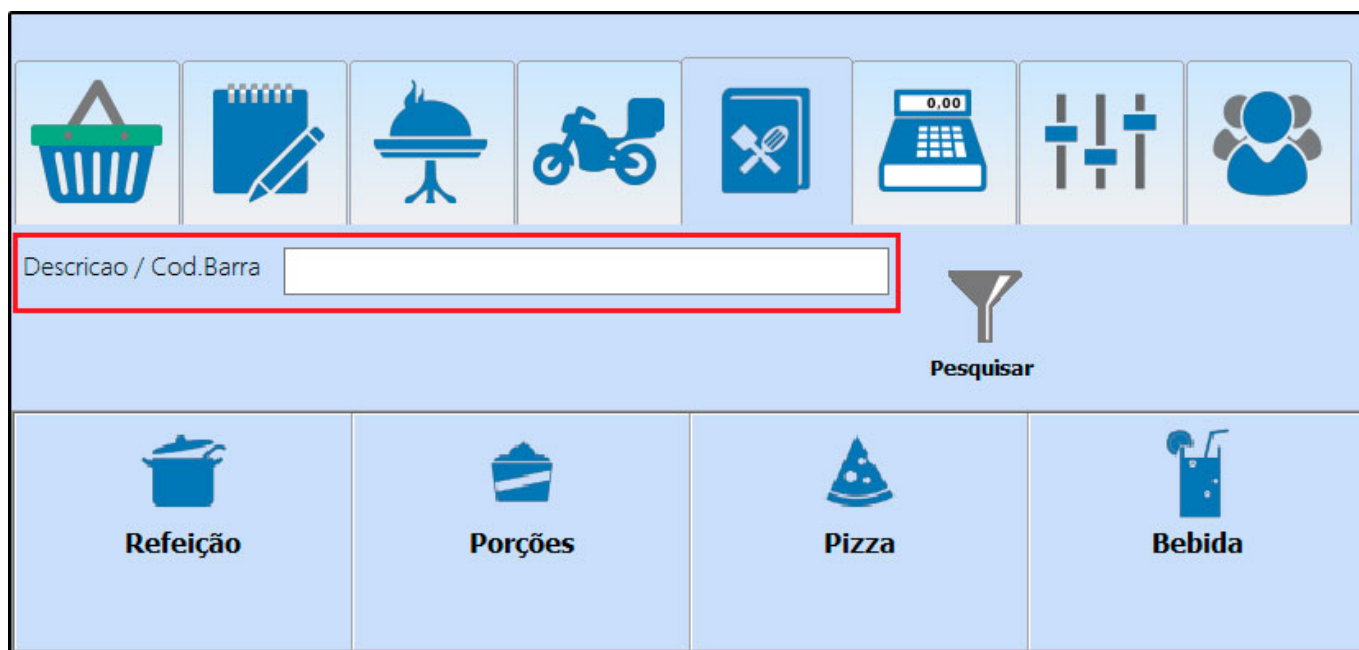 0,00
Descricao / Cod.Barra
Pesquisar
Refeição
Porções
Pizza
Bebida